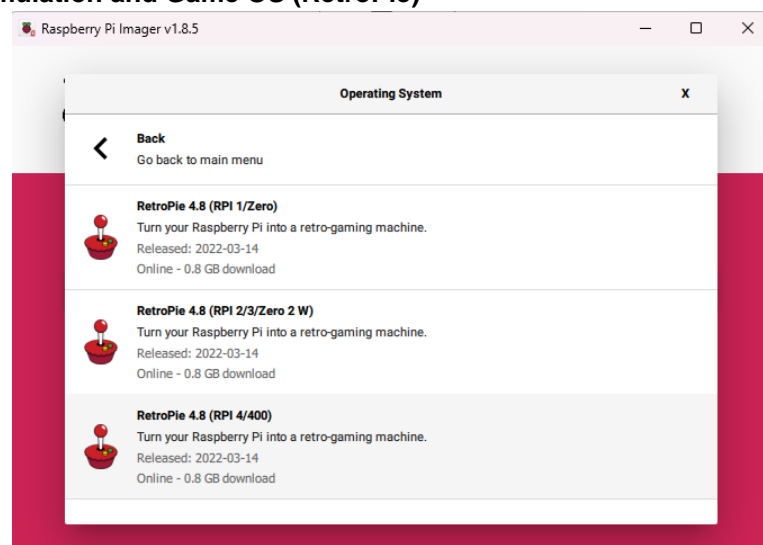 Raspberry Pi Imager v1.8.5
Operating System X
Back
Go back to main menu
RetroPie 4.8 (RPI 1/Zero)
Turn your Raspberry Pi into a retro-gaming machine.
Released: 2022-03-14
Online - 0.8 GB download
RetroPie 4.8 (RPI 2/3/Zero 2 W)
Turn your Raspberry Pi into a retro-gaming machine.
Released: 2022-03-14
Online - 0.8 GB download
RetroPie 4.8 (RPI 4/400)
Turn your Raspberry Pi into a retro-gaming machine.
Released: 2022-03-14
Online - 0.8 GB download